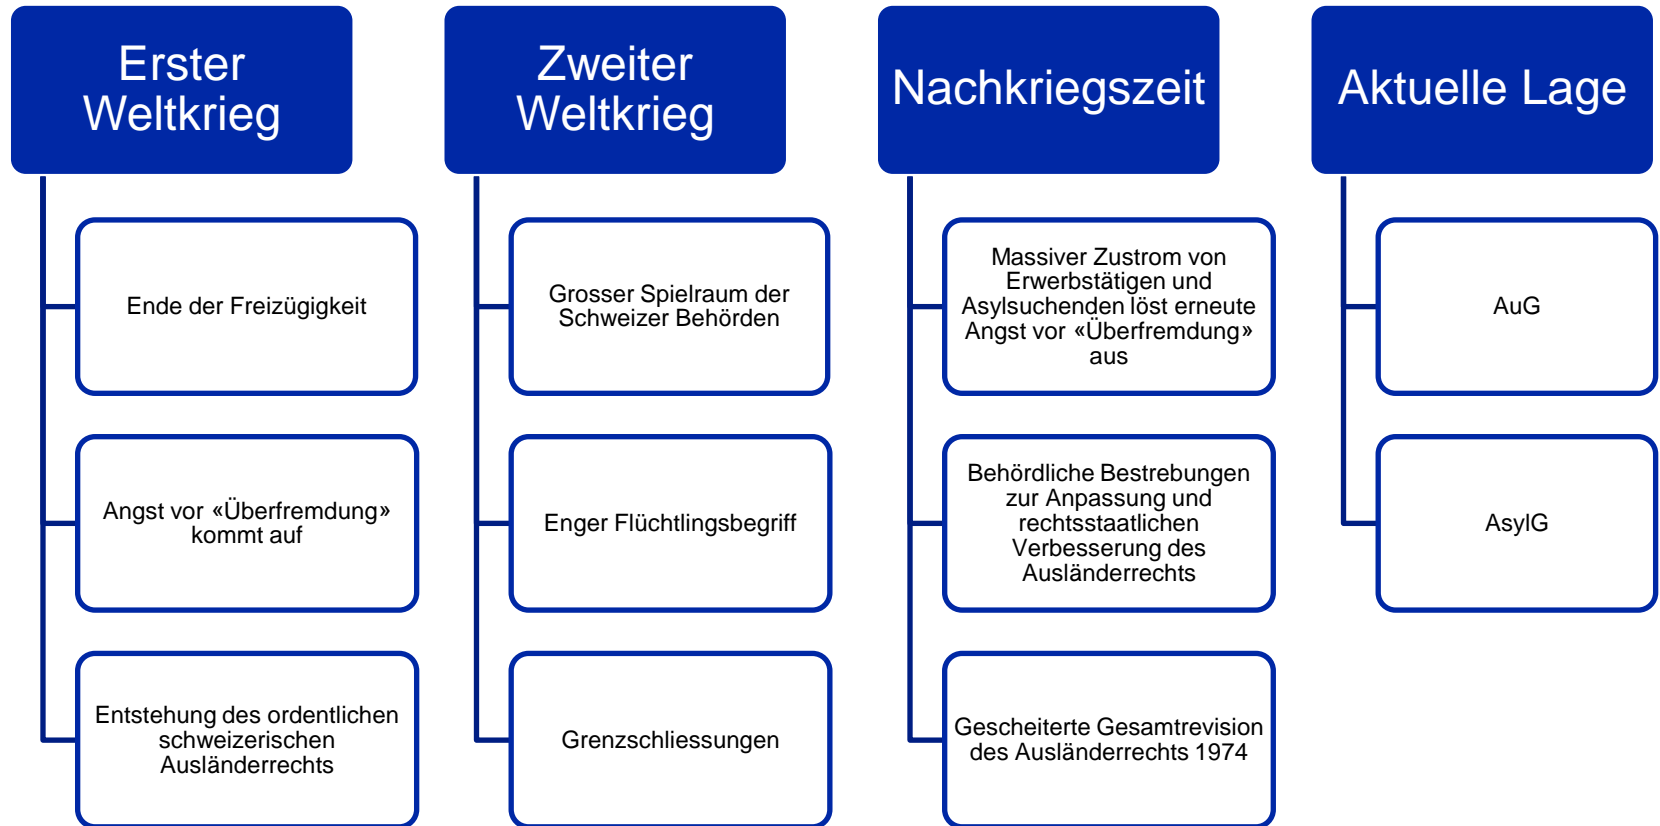 Erster
Weltkrieg
Ende der Freizügigkeit
Angst vor «Überfremdung»
kommt auf
Entstehung des ordentlichen
schweizerischen
Ausländerrechts
Zweiter
Weltkrieg
Grosser Spielraum der
Schweizer Behörden
Enger Flüchtlingsbegriff
Grenzschliessungen
Nachkriegszeit
Massiver Zustrom von
Erwerbstätigen und
Asylsuchenden löst erneute
Angst vor «Überfremdung»
aus
Behördliche Bestrebungen
zur Anpassung und
rechtsstaatlichen
Verbesserung des
Ausländerrechts
Gescheiterte Gesamtrevision
des Ausländerrechts 1974
Aktuelle Lage
AuG
AsylG